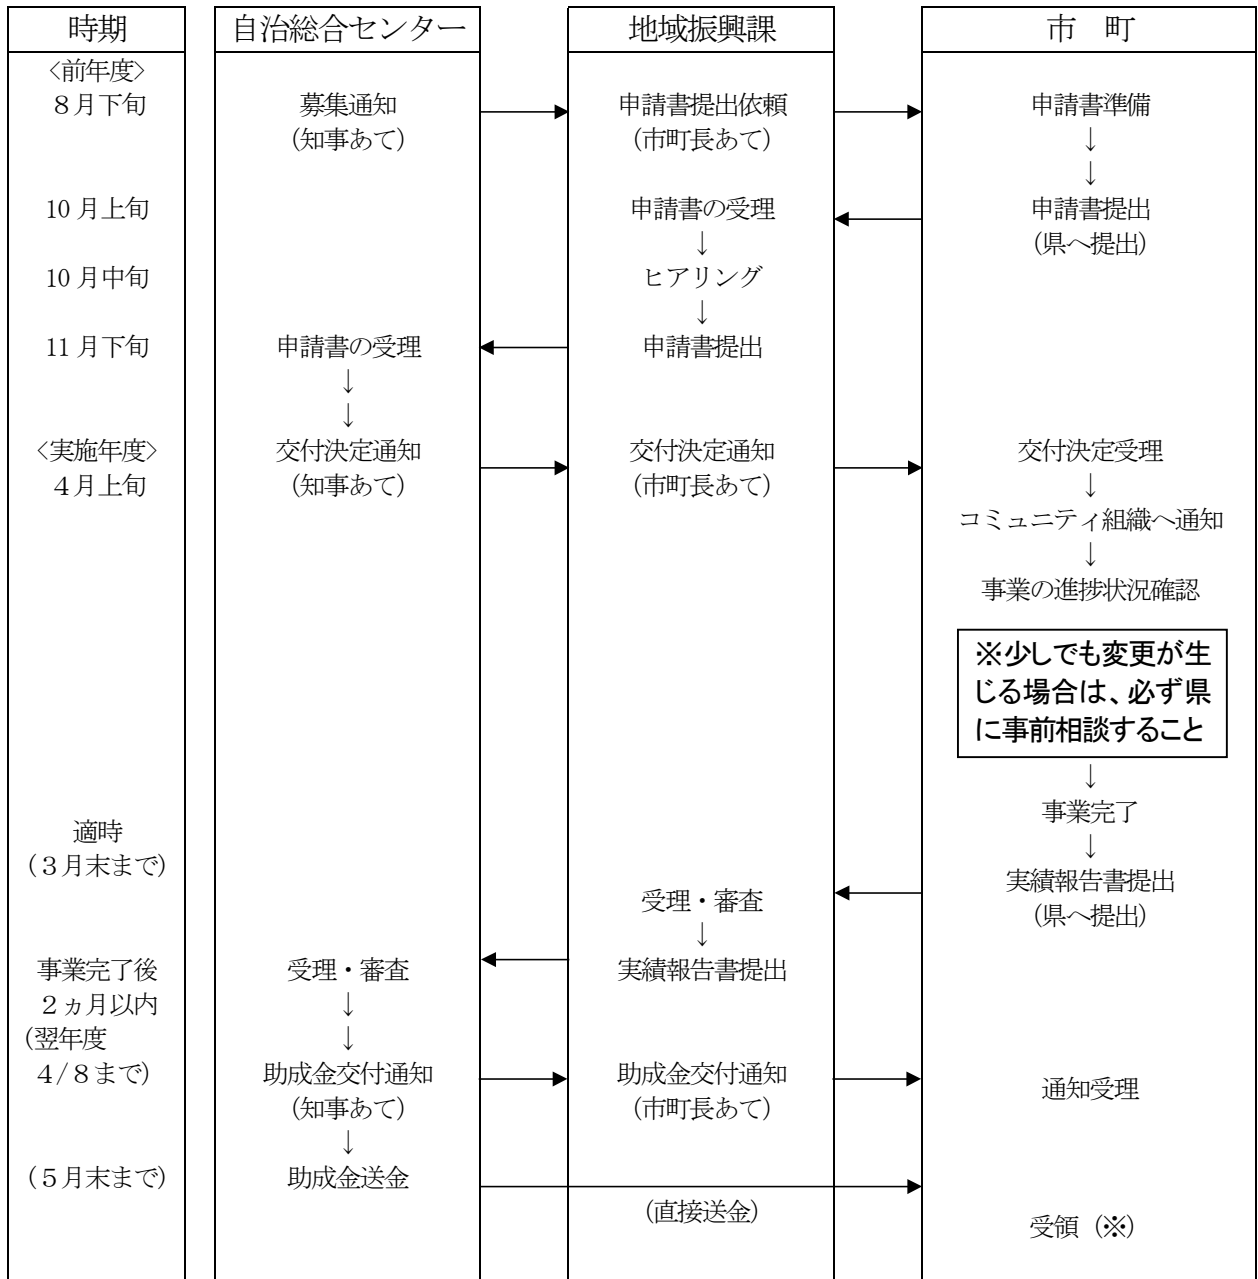 時期
自治総合センター
地域振興課
市　町
〈前年度〉
８月下旬
募集通知
(知事あて)
申請書提出依頼
(市町長あて)
申請書準備
↓
↓
10月上旬
申請書の受理
↓
申請書提出
(県へ提出)
10月中旬
ヒアリング
↓
11月下旬
申請書の受理
↓
↓
申請書提出
〈実施年度〉
４月上旬
交付決定通知
(知事あて)
交付決定通知
(市町長あて)
交付決定受理
↓
コミュニティ組織へ通知
↓
事業の進捗状況確認
※少しでも変更が生
じる場合は、必ず県
に事前相談すること
↓
事業完了
↓
適時
(３月末まで)
実績報告書提出
(県へ提出)
受理・審査
↓
実績報告書提出
事業完了後
２ヵ月以内
(翌年度
４/８まで)
受理・審査
↓
↓
助成金交付通知
(知事あて)
↓
助成金交付通知
(市町長あて)
通知受理
(５月末まで)
助成金送金
(直接送金)
受領（※）